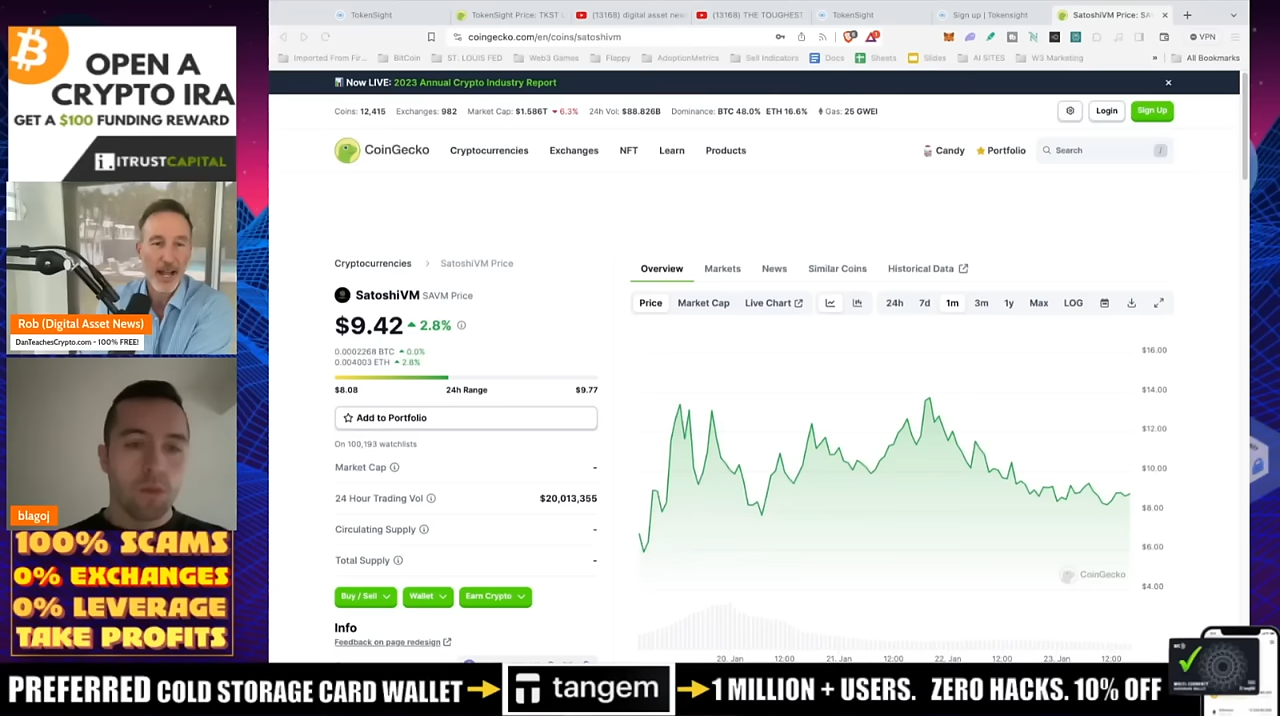 OPEN A
CRYPTO IRA
GET A $100 FUNDING REWARD
ITRUSTCAPITAL
Rob (Digital Asset News)
DanTeachesCrypto.com - 100% FREE!
blagoj
100% SCAMS
0% EXCHANGES
0% LEVERAGE
TAKE PROFITS
TokenSight
TokenSight Price: TKST
(13168) digital asset new
(13168) THE TOUGHEST
TokenSight
Sign up | Tokensight
SatoshiVM Price: SA
coingecko.com/en/coins/satoshivm
VPN
Imported From Fir...
BitCoin
ST. LOUIS FED
COIN
Web3 Games
Flappy
AdoptionMetrics
Sell Indicators
Docs
Sheets
Slides
AI SITES
W3 Marketing
»
All Bookmarks
Now LIVE: 2023 Annual Crypto Industry Report
Coins: 12,415 Exchanges: 982 Market Cap: $1.586T 6.3% 24h Vol: $88.826B Dominance: BTC 48.0% ETH 16.6% Gas: 25 GWEI
Login
Sign Up
CoinGecko
Cryptocurrencies Exchanges NFT Learn Products
Candy Portfolio Search /
Cryptocurrencies > SatoshiVM Price
SatoshiVM SAVM Price
$9.42 2.8%
0.0002268 BTC 0.0%
0.004003 ETH 2.8%
$8.08 24h Range $9.77
Add to Portfolio
On 100,193 watchlists
Market Cap -
24 Hour Trading Vol $20,013,355
Circulating Supply -
Total Supply -
Buy / Sell Wallet Earn Crypto
Info
Feedback on page redesign
Overview Markets News Similar Coins Historical Data
Price Market Cap Live Chart
24h 7d 1m 3m 1y Max LOG
$16.00
$14.00
$12.00
$10.00
$8.00
$6.00
$4.00
CoinGecko
20. Jan 12:00 21. Jan 12:00 22. Jan 12:00 23. Jan 12:00
PREFERRED COLD STORAGE CARD WALLET
tangem
1 MILLION + USERS. ZERO HACKS. 10% OFF